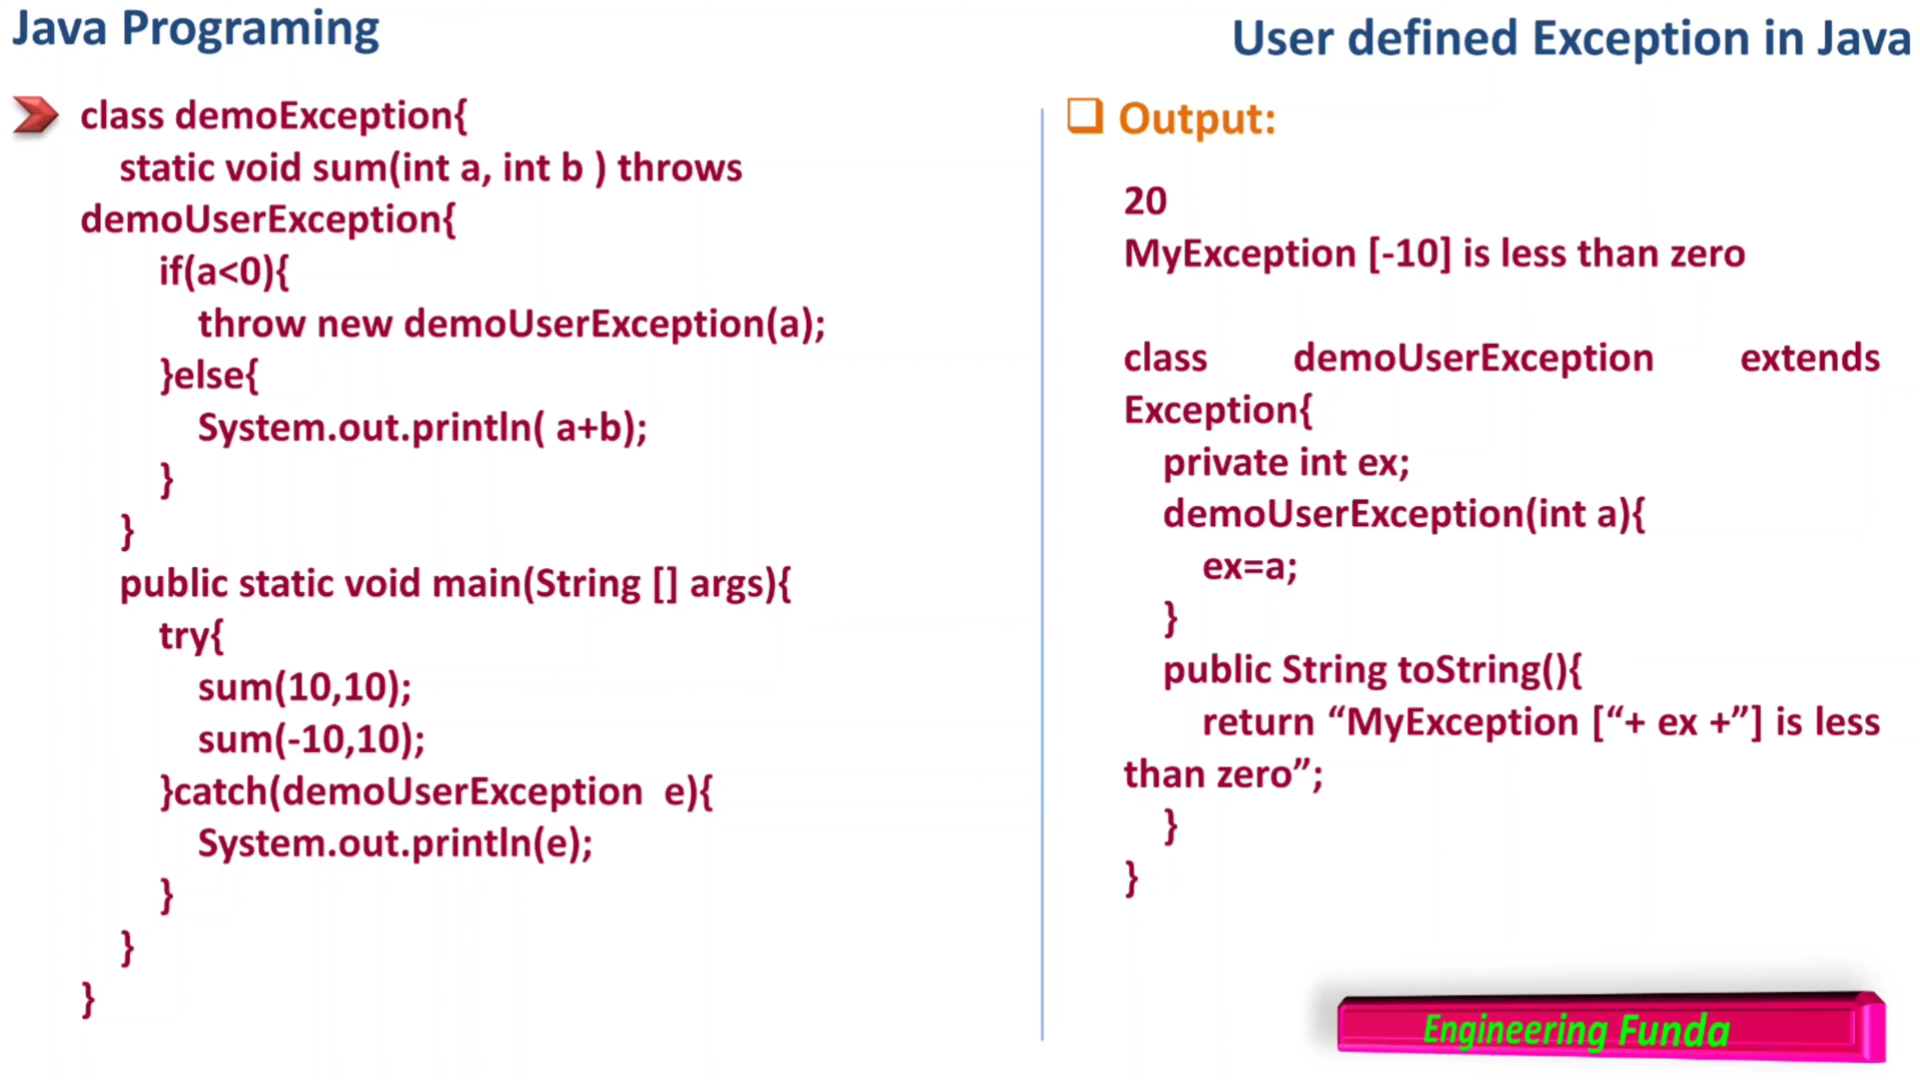 Java Programing
User defined Exception in Java
class demoException{
static void sum(int a, int b ) throws
demoUserException{
if(a<0){
throw new demoUserException(a);
}else{
System.out.println( a+b);
}
}
public static void main(String [] args){
try{
sum(10,10);
sum(-10,10);
}catch(demoUserException e){
System.out.println(e);
}
}
}
Output:
20
MyException [-10] is less than zero
class demoUserException extends
Exception{
private int ex;
demoUserException(int a){
ex=a;
}
public String toString(){
return “MyException [“+ ex +”] is less
than zero”;
}
}
Engineering Funda